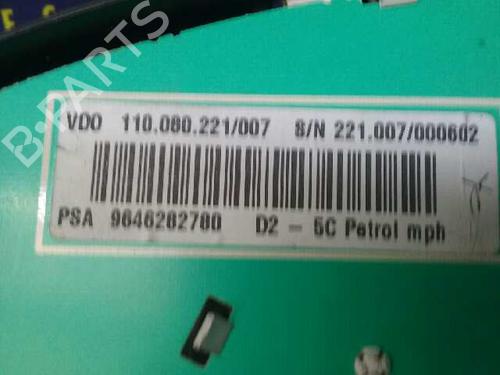 VDO 110.080.221/007 S/N 221.007/000602
PSA 9646282780 D2 - 5C Petrol mph
B-PARTS